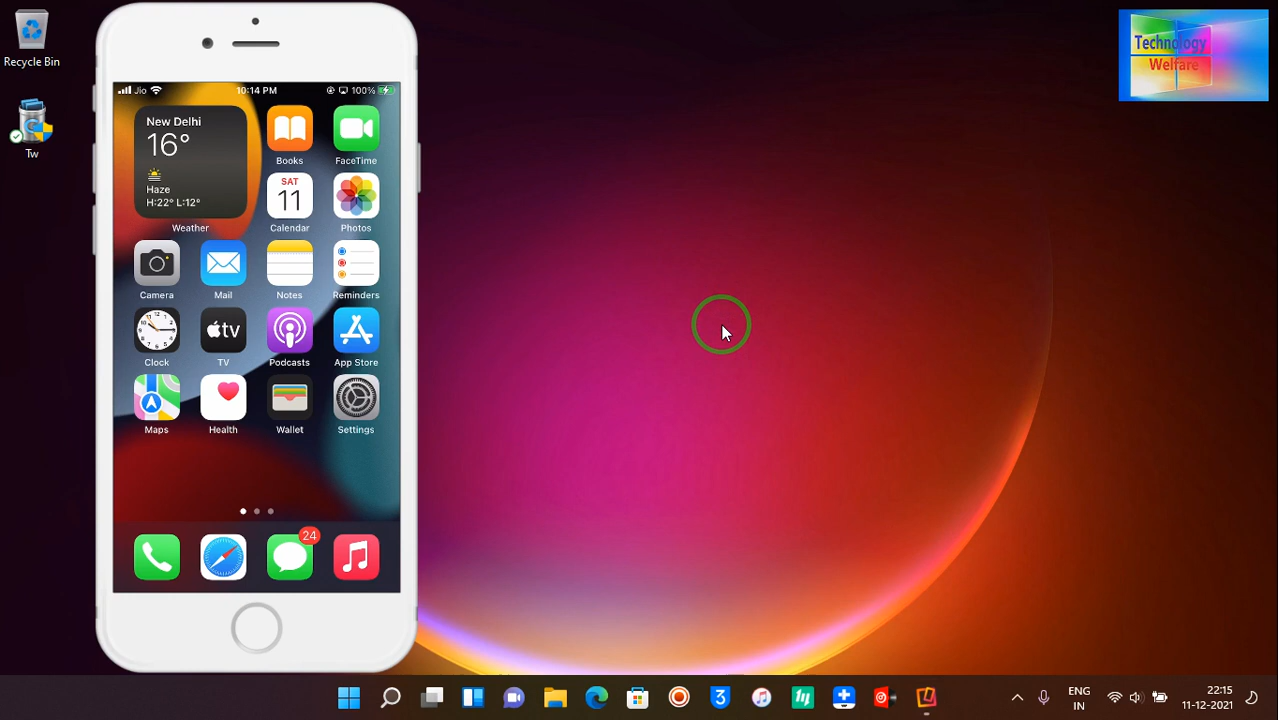 Recycle Bin
Tw
Jio
10:14 PM
100%
New Delhi
16°
Haze
H:22° L:12°
Weather
Books
FaceTime
SAT
11
Calendar
Photos
Camera
Mail
Notes
Reminders
12
tv
Clock
TV
Podcasts
App Store
Maps
Health
Wallet
Settings
24
Technology
Welfare
3
ENG
IN
22:15
11-12-2021